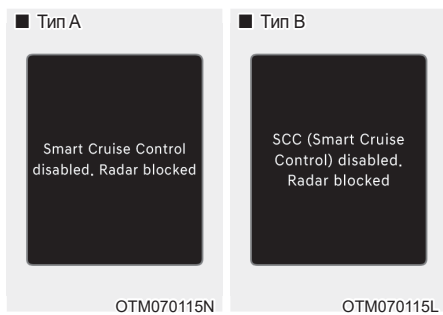 ■ Тип A
Smart Cruise Control
disabled. Radar blocked
OTM070115N
■ Тип B
SCC (Smart Cruise
Control) disabled.
Radar blocked
OTM070115L